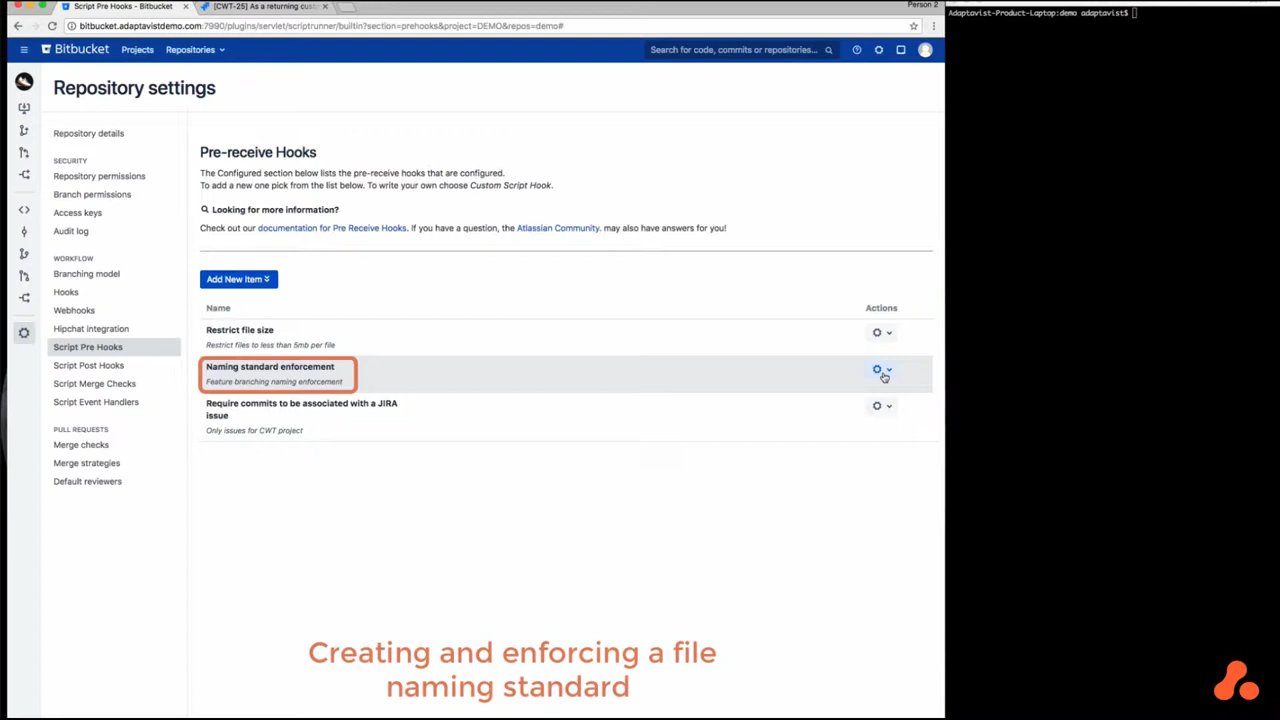 Script Pre Hooks - Bitbucket
[CWT-25] As a returning cust
Person 2
bitbucket.adaptavistdemo.com:7990/plugins/servlet/scriptrunner/builtin?section=prehooks&project=DEMO&repos=demo#
Adaptavist-Product-Laptop:demo adaptavist$
Bitbucket
Projects
Repositories
Search for code, commits or repositories...
Repository settings
Repository details
SECURITY
Repository permissions
Branch permissions
Access keys
Audit log
WORKFLOW
Branching model
Hooks
Webhooks
Hipchat integration
Script Pre Hooks
Script Post Hooks
Script Merge Checks
Script Event Handlers
PULL REQUESTS
Merge checks
Merge strategies
Default reviewers
Pre-receive Hooks
The Configured section below lists the pre-receive hooks that are configured.
To add a new one pick from the list below. To write your own choose Custom Script Hook.
Looking for more information?
Check out our documentation for Pre Receive Hooks. If you have a question, the Atlassian Community. may also have answers for you!
Add New Item
Name
Actions
Restrict file size
Restrict files to less than 5mb per file
Naming standard enforcement
Feature branching naming enforcement
Require commits to be associated with a JIRA
issue
Only issues for CWT project
Creating and enforcing a file
naming standard